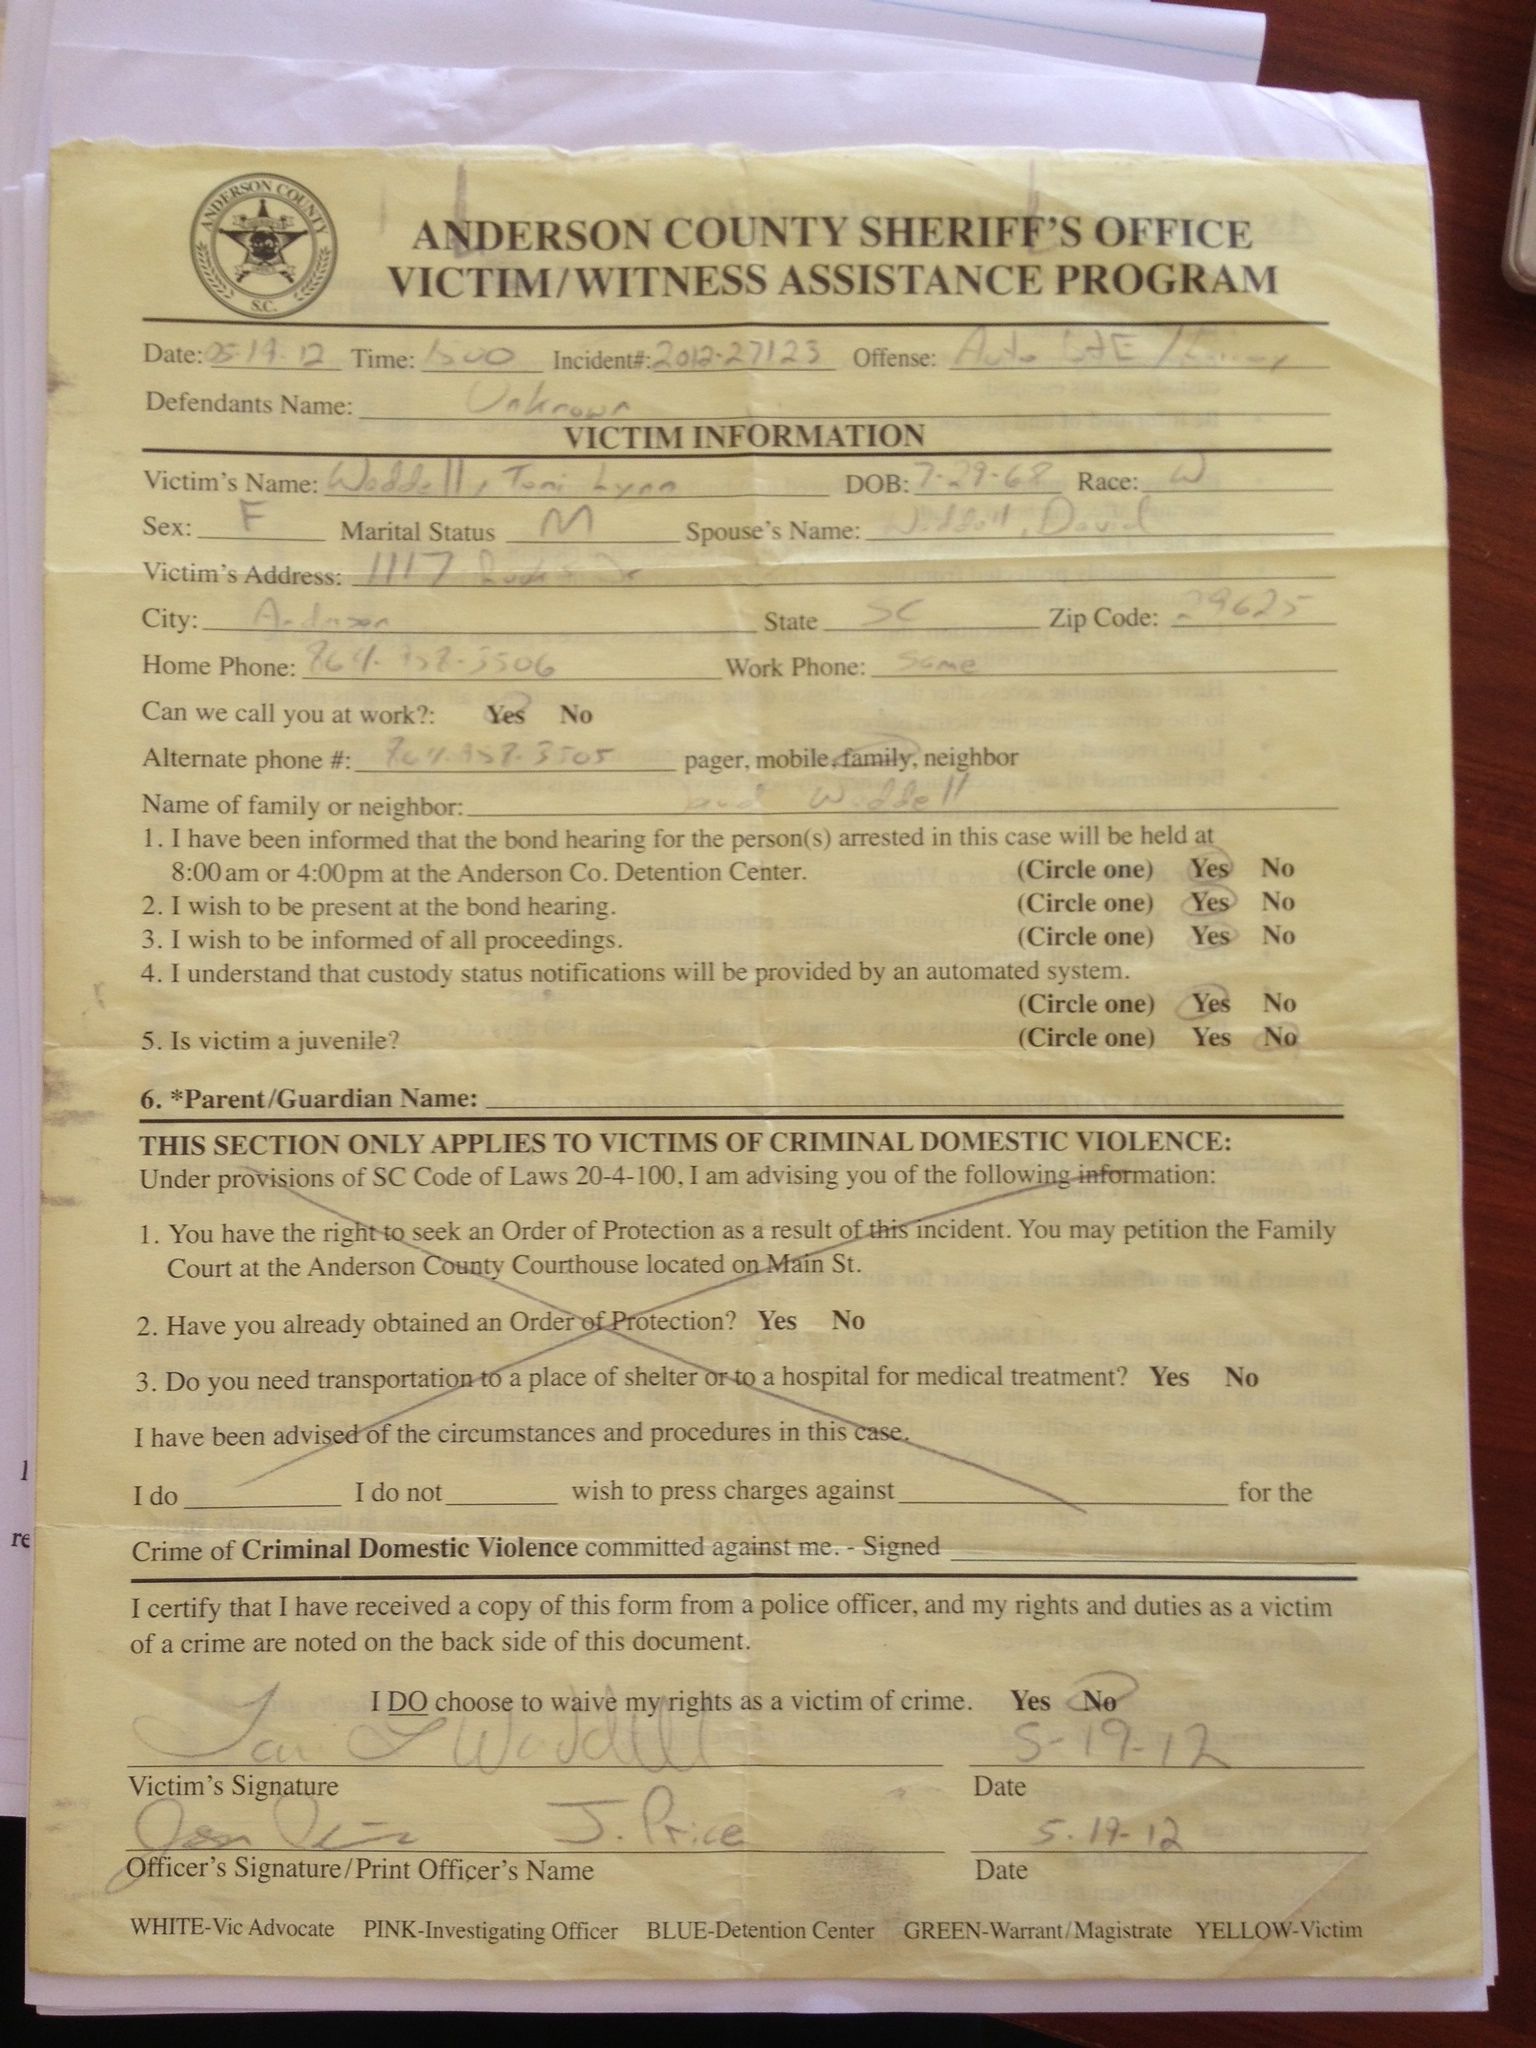 ANDERSON COUNTY
S.C.
ANDERSON COUNTY SHERIFF'S OFFICE
VICTIM/WITNESS ASSISTANCE PROGRAM
Date: 05-19-12 Time: 1500 Incident#: 2012-27123 Offense: Auto
Defendants Name: Unknown
VICTIM INFORMATION
Victim's Name: Waddell, Toni Lynn DOB: 7-29-68 Race: W
Sex: F Marital Status M Spouse's Name: Waddell, David
Victim's Address: 1117
City: Anderson State SC Zip Code: 29625
Home Phone: Work Phone: Same
Can we call you at work?: Yes No
Alternate phone #: pager, mobile, family, neighbor
Name of family or neighbor: Waddell
1. I have been informed that the bond hearing for the person(s) arrested in this case will be held at
8:00am or 4:00pm at the Anderson Co. Detention Center. (Circle one) Yes No
2. I wish to be present at the bond hearing. (Circle one) Yes No
3. I wish to be informed of all proceedings. (Circle one) Yes No
4. I understand that custody status notifications will be provided by an automated system.
(Circle one) Yes No
5. Is victim a juvenile? (Circle one) Yes No
6. *Parent/Guardian Name:
THIS SECTION ONLY APPLIES TO VICTIMS OF CRIMINAL DOMESTIC VIOLENCE:
Under provisions of SC Code of Laws 20-4-100, I am advising you of the following information:
1. You have the right to seek an Order of Protection as a result of this incident. You may petition the Family
Court at the Anderson County Courthouse located on Main St.
2. Have you already obtained an Order of Protection? Yes No
3. Do you need transportation to a place of shelter or to a hospital for medical treatment? Yes No
I have been advised of the circumstances and procedures in this case.
I do I do not wish to press charges against for the
Crime of Criminal Domestic Violence committed against me. - Signed
I certify that I have received a copy of this form from a police officer, and my rights and duties as a victim
of a crime are noted on the back side of this document.
I DO choose to waive my rights as a victim of crime. Yes No
Toni L Waddell 5-19-12
Victim's Signature Date
J. Price 5-19-12
Officer's Signature/Print Officer's Name Date
WHITE-Vic Advocate PINK-Investigating Officer BLUE-Detention Center GREEN-Warrant/Magistrate YELLOW-Victim